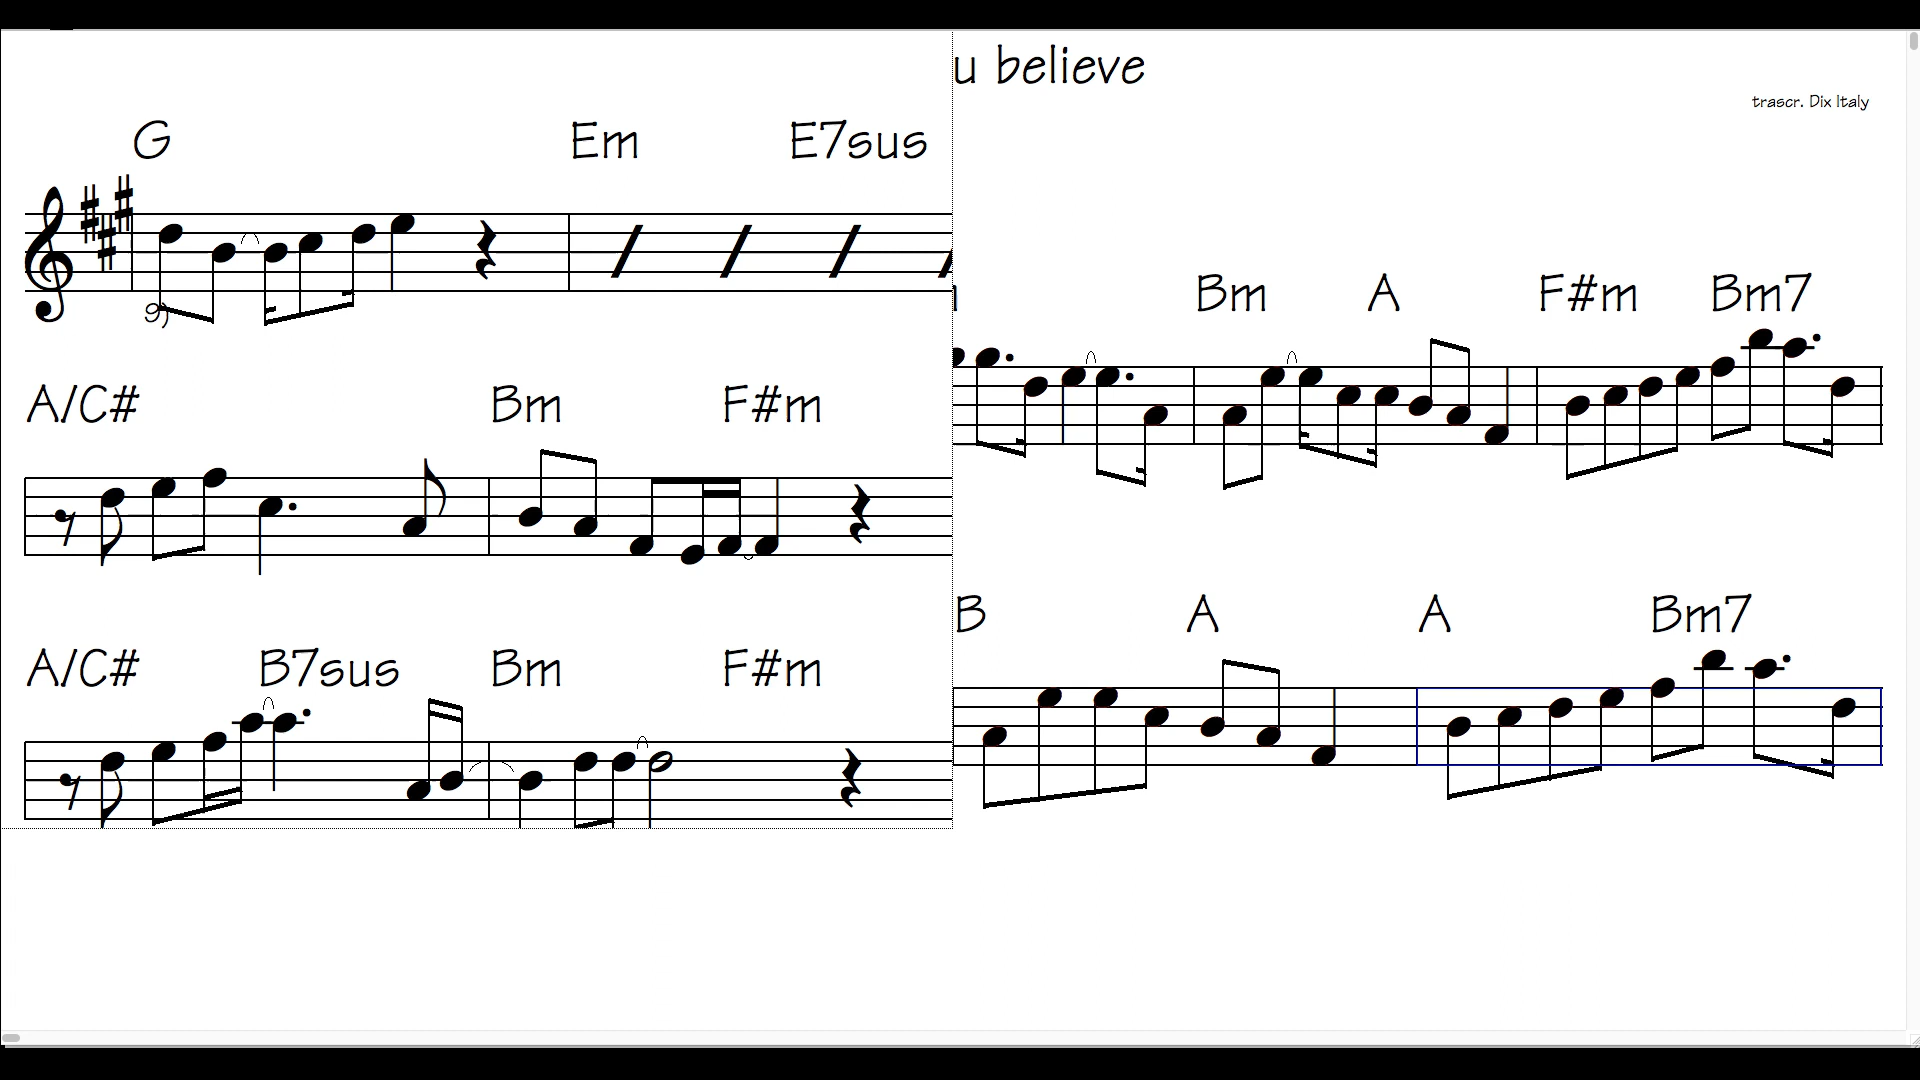 u believe
trascr. Dix Italy
G Em E7sus
9)
A/C# Bm F#m
A/C# B7sus Bm F#m
Bm A F#m Bm7
B A A Bm7